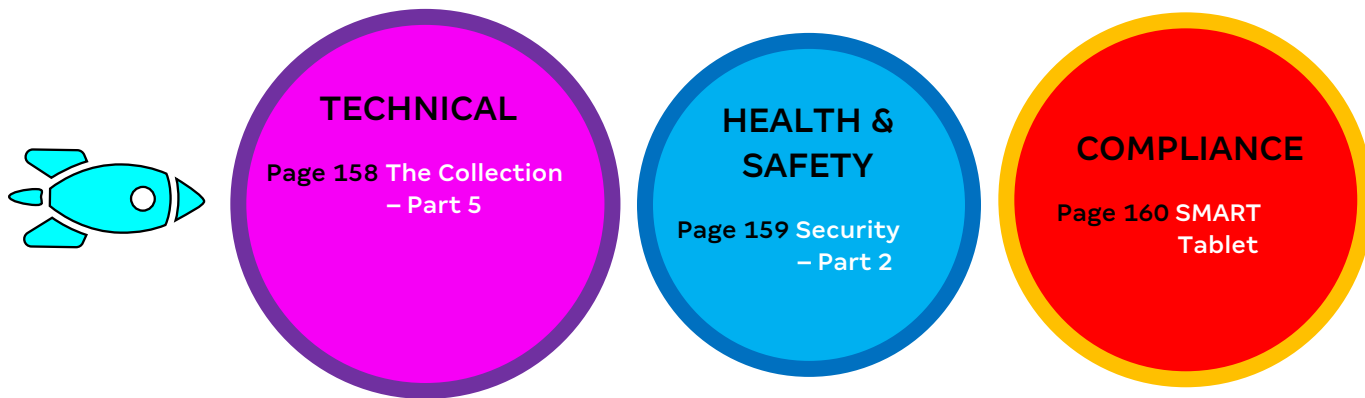 TECHNICAL
Page 158 The Collection
– Part 5
HEALTH &
SAFETY
Page 159 Security
– Part 2
COMPLIANCE
Page 160 SMART
Tablet